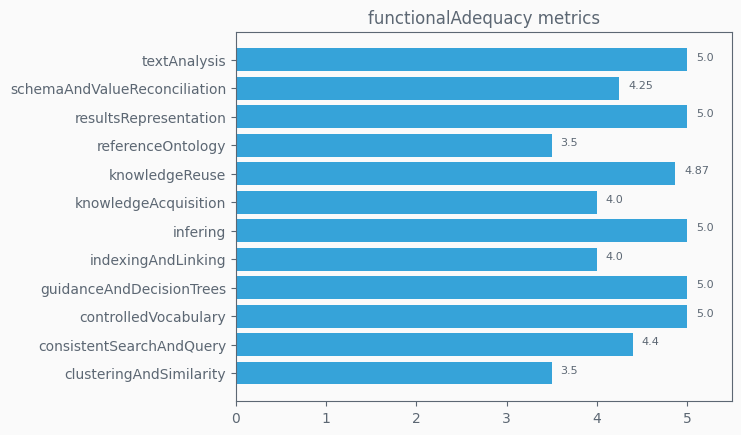 functionalAdequacy metrics
textAnalysis 5.0
schemaAndValueReconciliation 4.25
resultsRepresentation 5.0
referenceOntology 3.5
knowledgeReuse 4.87
knowledgeAcquisition 4.0
infering 5.0
indexingAndLinking 4.0
guidanceAndDecisionTrees 5.0
controlledVocabulary 5.0
consistentSearchAndQuery 4.4
clusteringAndSimilarity 3.5
0 1 2 3 4 5